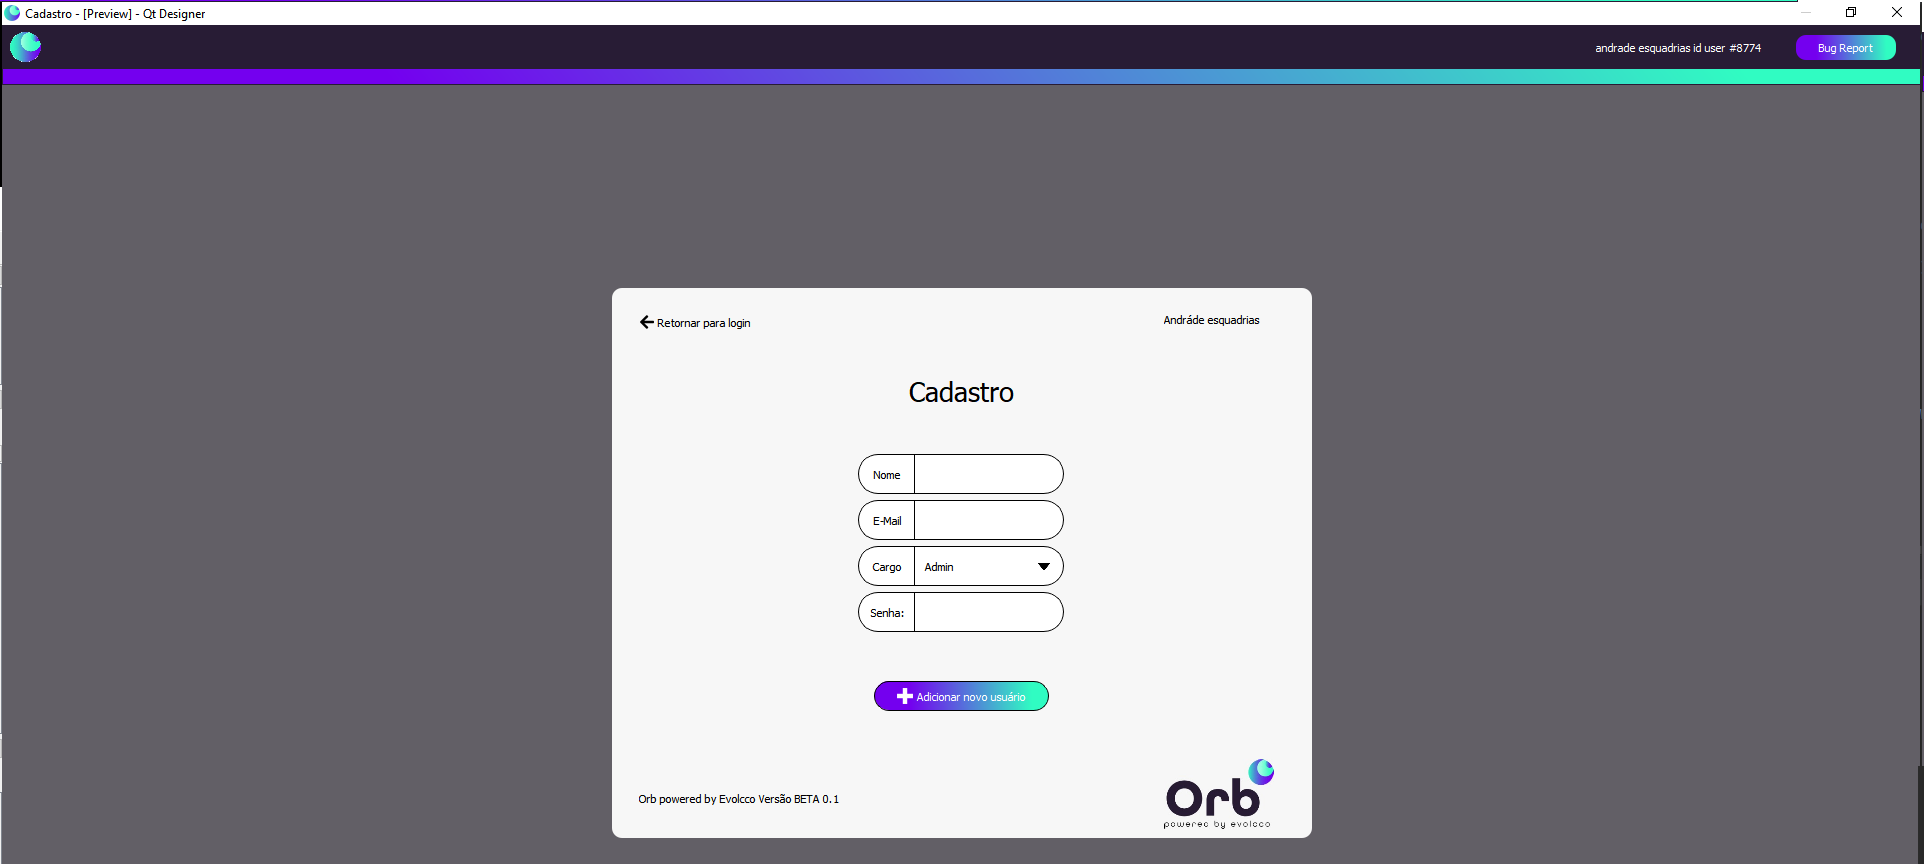 Cadastro - [Preview] - Qt Designer
andrade esquadrias id user #8774
Bug Report
Retornar para login
Andráde esquadrias
Cadastro
Nome
E-Mail
Cargo
Admin
Senha:
Adicionar novo usuário
Orb powered by Evolcco Versão BETA 0.1
Orb
powered by evolcco